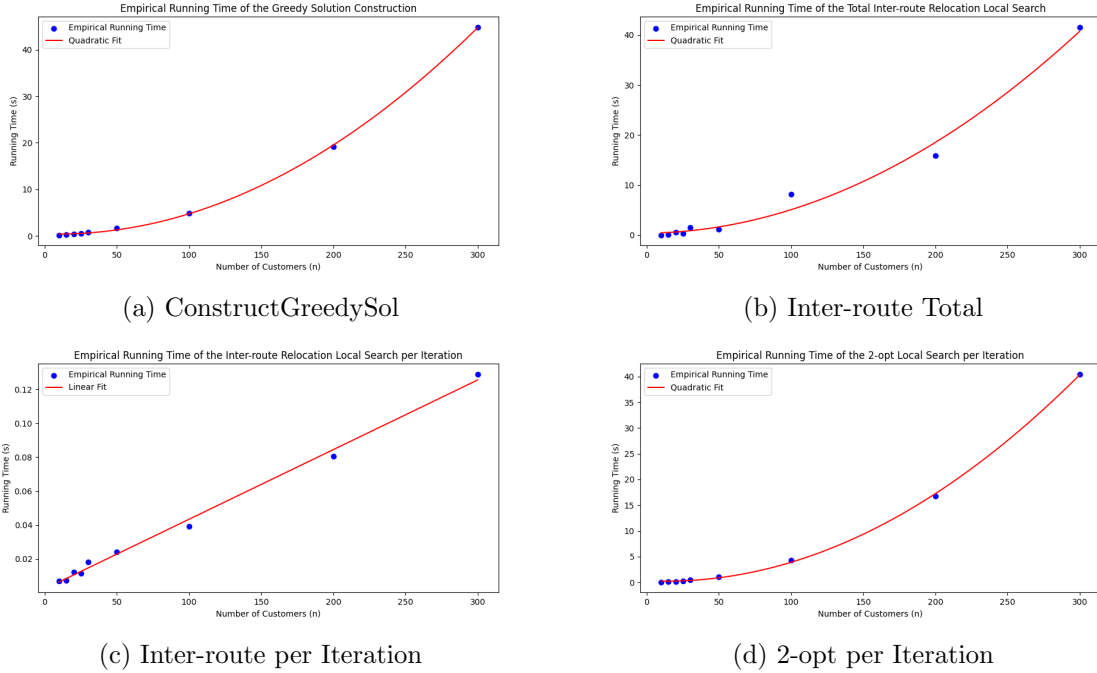 Empirical Running Time of the Greedy Solution Construction
Empirical Running Time
Quadratic Fit
Running Time (s)
40
30
20
10
0
0 50 100 150 200 250 300
Number of Customers (n)
(a) ConstructGreedySol
Empirical Running Time of the Total Inter-route Relocation Local Search
Empirical Running Time
Quadratic Fit
Running Time (s)
40
30
20
10
0
0 50 100 150 200 250 300
Number of Customers (n)
(b) Inter-route Total
Empirical Running Time of the Inter-route Relocation Local Search per Iteration
Empirical Running Time
Linear Fit
Running Time (s)
0.12
0.10
0.08
0.06
0.04
0.02
0 50 100 150 200 250 300
Number of Customers (n)
(c) Inter-route per Iteration
Empirical Running Time of the 2-opt Local Search per Iteration
Empirical Running Time
Quadratic Fit
Running Time (s)
40
35
30
25
20
15
10
5
0
0 50 100 150 200 250 300
Number of Customers (n)
(d) 2-opt per Iteration